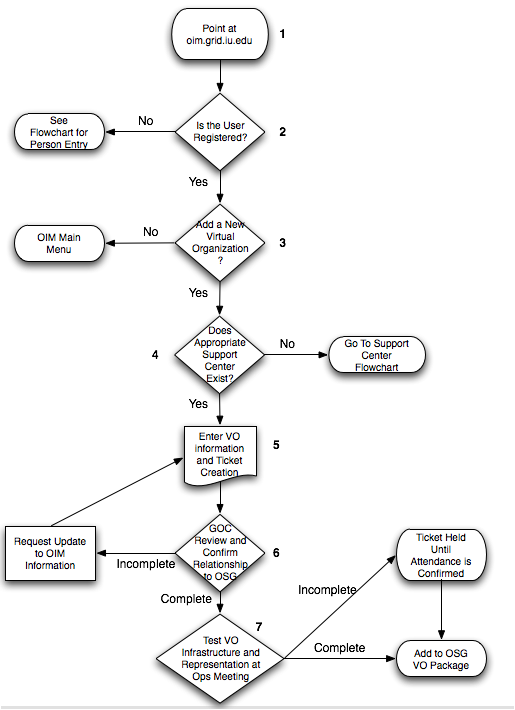 Point at
oim.grid.iu.edu
1
See
Flowchart for
Person Entry
No
Is the User
Registered?
2
Yes
OIM Main
Menu
No
Add a New
Virtual
Organization
?
3
Yes
4
Does
Appropriate
Support
Center
Exist?
No
Go To Support
Center
Flowchart
Yes
Enter VO
information
and Ticket
Creation
5
Request Update
to OIM
Information
Incomplete
GOC
Review and
Confirm
Relationship
to OSG
6
Ticket Held
Until
Attendance is
Confirmed
Complete
Incomplete
7
Test VO
Infrastructure and
Representation at
Ops Meeting
Complete
Add to OSG
VO Package